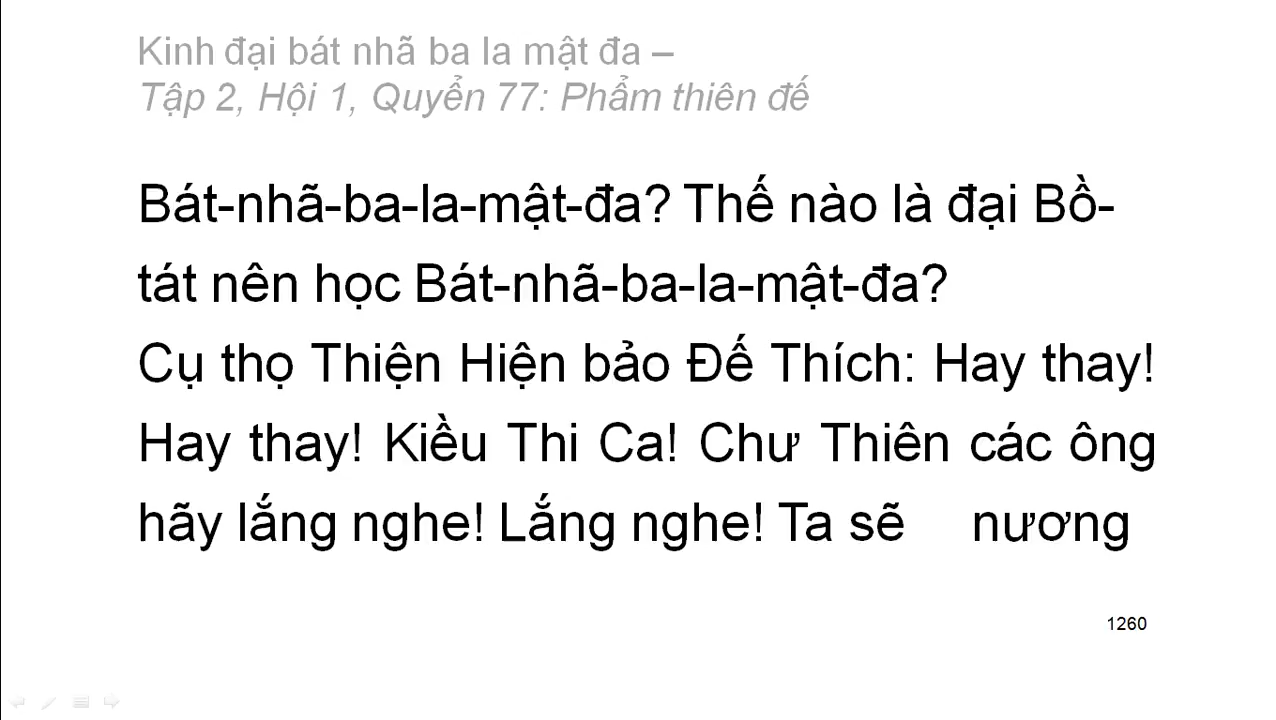 Kinh đại bát nhã ba la mật đa –
Tập 2, Hội 1, Quyển 77: Phẩm thiên đế
Bát-nhã-ba-la-mật-đa? Thế nào là đại Bồ-
tát nên học Bát-nhã-ba-la-mật-đa?
Cụ thọ Thiện Hiện bảo Đế Thích: Hay thay!
Hay thay! Kiều Thi Ca! Chư Thiên các ông
hãy lắng nghe! Lắng nghe! Ta sẽ nương
1260